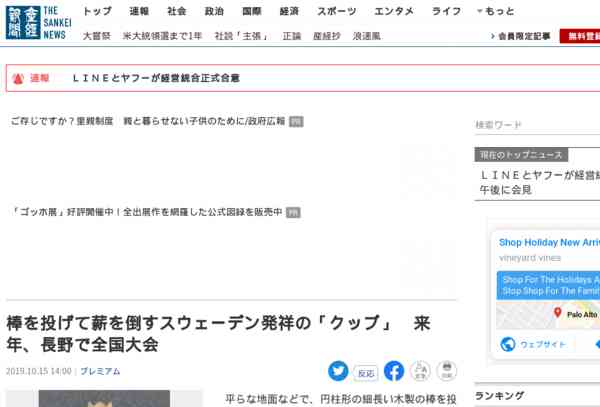 産経新聞
THE SANKEI NEWS
トップ 速報 社会 政治 国際 経済 スポーツ エンタメ ライフ もっと
大嘗祭 米大統領選まで1年 社説「主張」 正論 産経抄 浪速風
会員限定記事
無料登録
速報 ＬＩＮＥとヤフーが経営統合正式合意
ご存じですか？里親制度 親と暮らせない子供のために/政府広報 PR
検索ワード
現在のトップニュース
ＬＩＮＥとヤフーが経営統
午後に会見
「ゴッホ展」好評開催中！全出展作を網羅した公式図録を販売中 PR
Shop Holiday New Arriv
vineyard vines
Shop For The Holidays A
Stop Shop For The Famil
Palo Alto
ウェブサイト
棒を投げて薪を倒すスウェーデン発祥の「クッブ」 来
年、長野で全国大会
2019.10.15 14:00 プレミアム
反応
ランキング
平らな地面などで、円柱形の細長い木製の棒を投